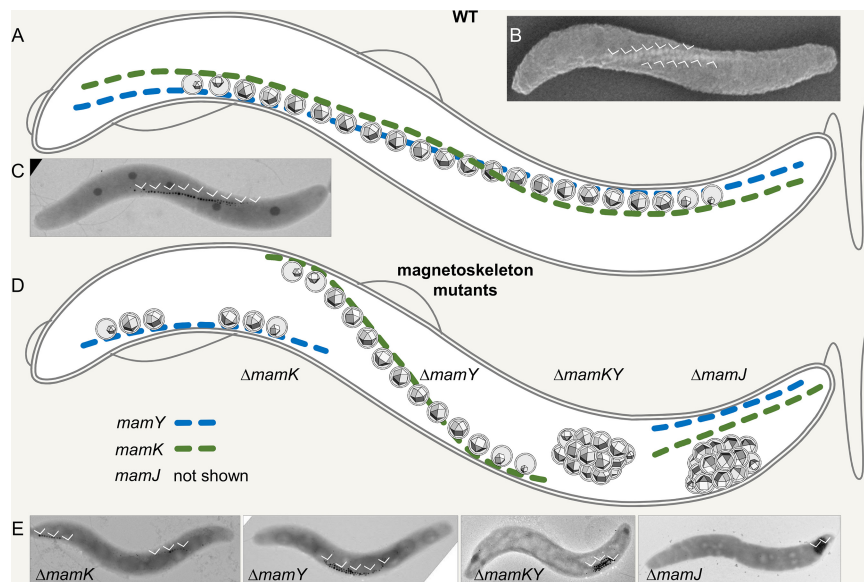 WT
A
B
C
magnetoskeleton
mutants
D
ΔmamK
ΔmamY
ΔmamKY
ΔmamJ
mamY
mamK
mamJ not shown
E
ΔmamK
ΔmamY
ΔmamKY
ΔmamJ